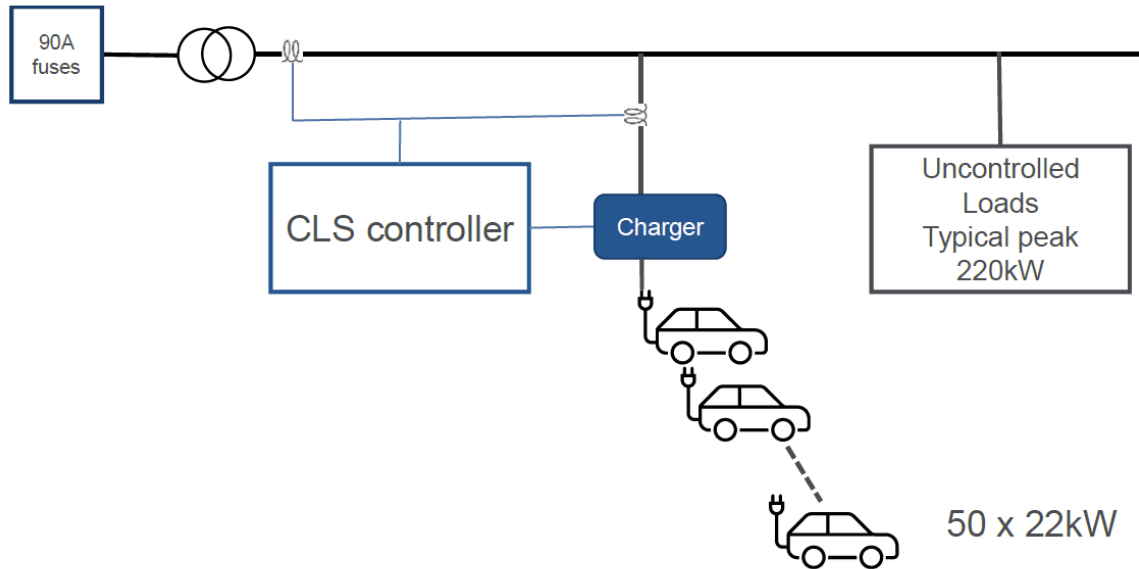 90A
fuses
CLS controller
Charger
Uncontrolled
Loads
Typical peak
220kW
50 x 22kW